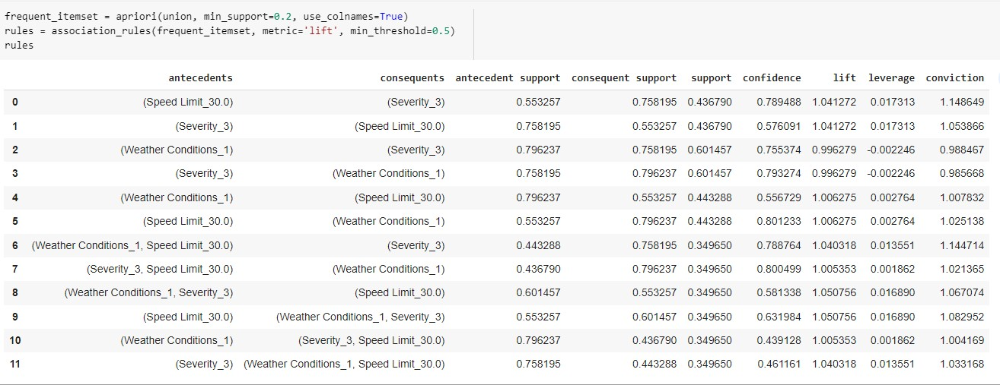 frequent_itemset = apriori(union, min_support=0.2, use_colnames=True)
rules = association_rules(frequent_itemset, metric='lift', min_threshold=0.5)
rules
antecedents consequents antecedent support consequent support support confidence lift leverage conviction
0 (Speed Limit_30.0) (Severity_3) 0.553257 0.758195 0.436790 0.789488 1.041272 0.017313 1.148649
1 (Severity_3) (Speed Limit_30.0) 0.758195 0.553257 0.436790 0.576091 1.041272 0.017313 1.053866
2 (Weather Conditions_1) (Severity_3) 0.796237 0.758195 0.601457 0.755374 0.996279 -0.002246 0.988467
3 (Severity_3) (Weather Conditions_1) 0.758195 0.796237 0.601457 0.793274 0.996279 -0.002246 0.985668
4 (Weather Conditions_1) (Speed Limit_30.0) 0.796237 0.553257 0.443288 0.556729 1.006275 0.002764 1.007832
5 (Speed Limit_30.0) (Weather Conditions_1) 0.553257 0.796237 0.443288 0.801233 1.006275 0.002764 1.025138
6 (Weather Conditions_1, Speed Limit_30.0) (Severity_3) 0.443288 0.758195 0.349650 0.788764 1.040318 0.013551 1.144714
7 (Severity_3, Speed Limit_30.0) (Weather Conditions_1) 0.436790 0.796237 0.349650 0.800499 1.005353 0.001862 1.021365
8 (Weather Conditions_1, Severity_3) (Speed Limit_30.0) 0.601457 0.553257 0.349650 0.581338 1.050756 0.016890 1.067074
9 (Speed Limit_30.0) (Weather Conditions_1, Severity_3) 0.553257 0.601457 0.349650 0.631984 1.050756 0.016890 1.082952
10 (Weather Conditions_1) (Severity_3, Speed Limit_30.0) 0.796237 0.436790 0.349650 0.439128 1.005353 0.001862 1.004169
11 (Severity_3) (Weather Conditions_1, Speed Limit_30.0) 0.758195 0.443288 0.349650 0.461161 1.040318 0.013551 1.033168